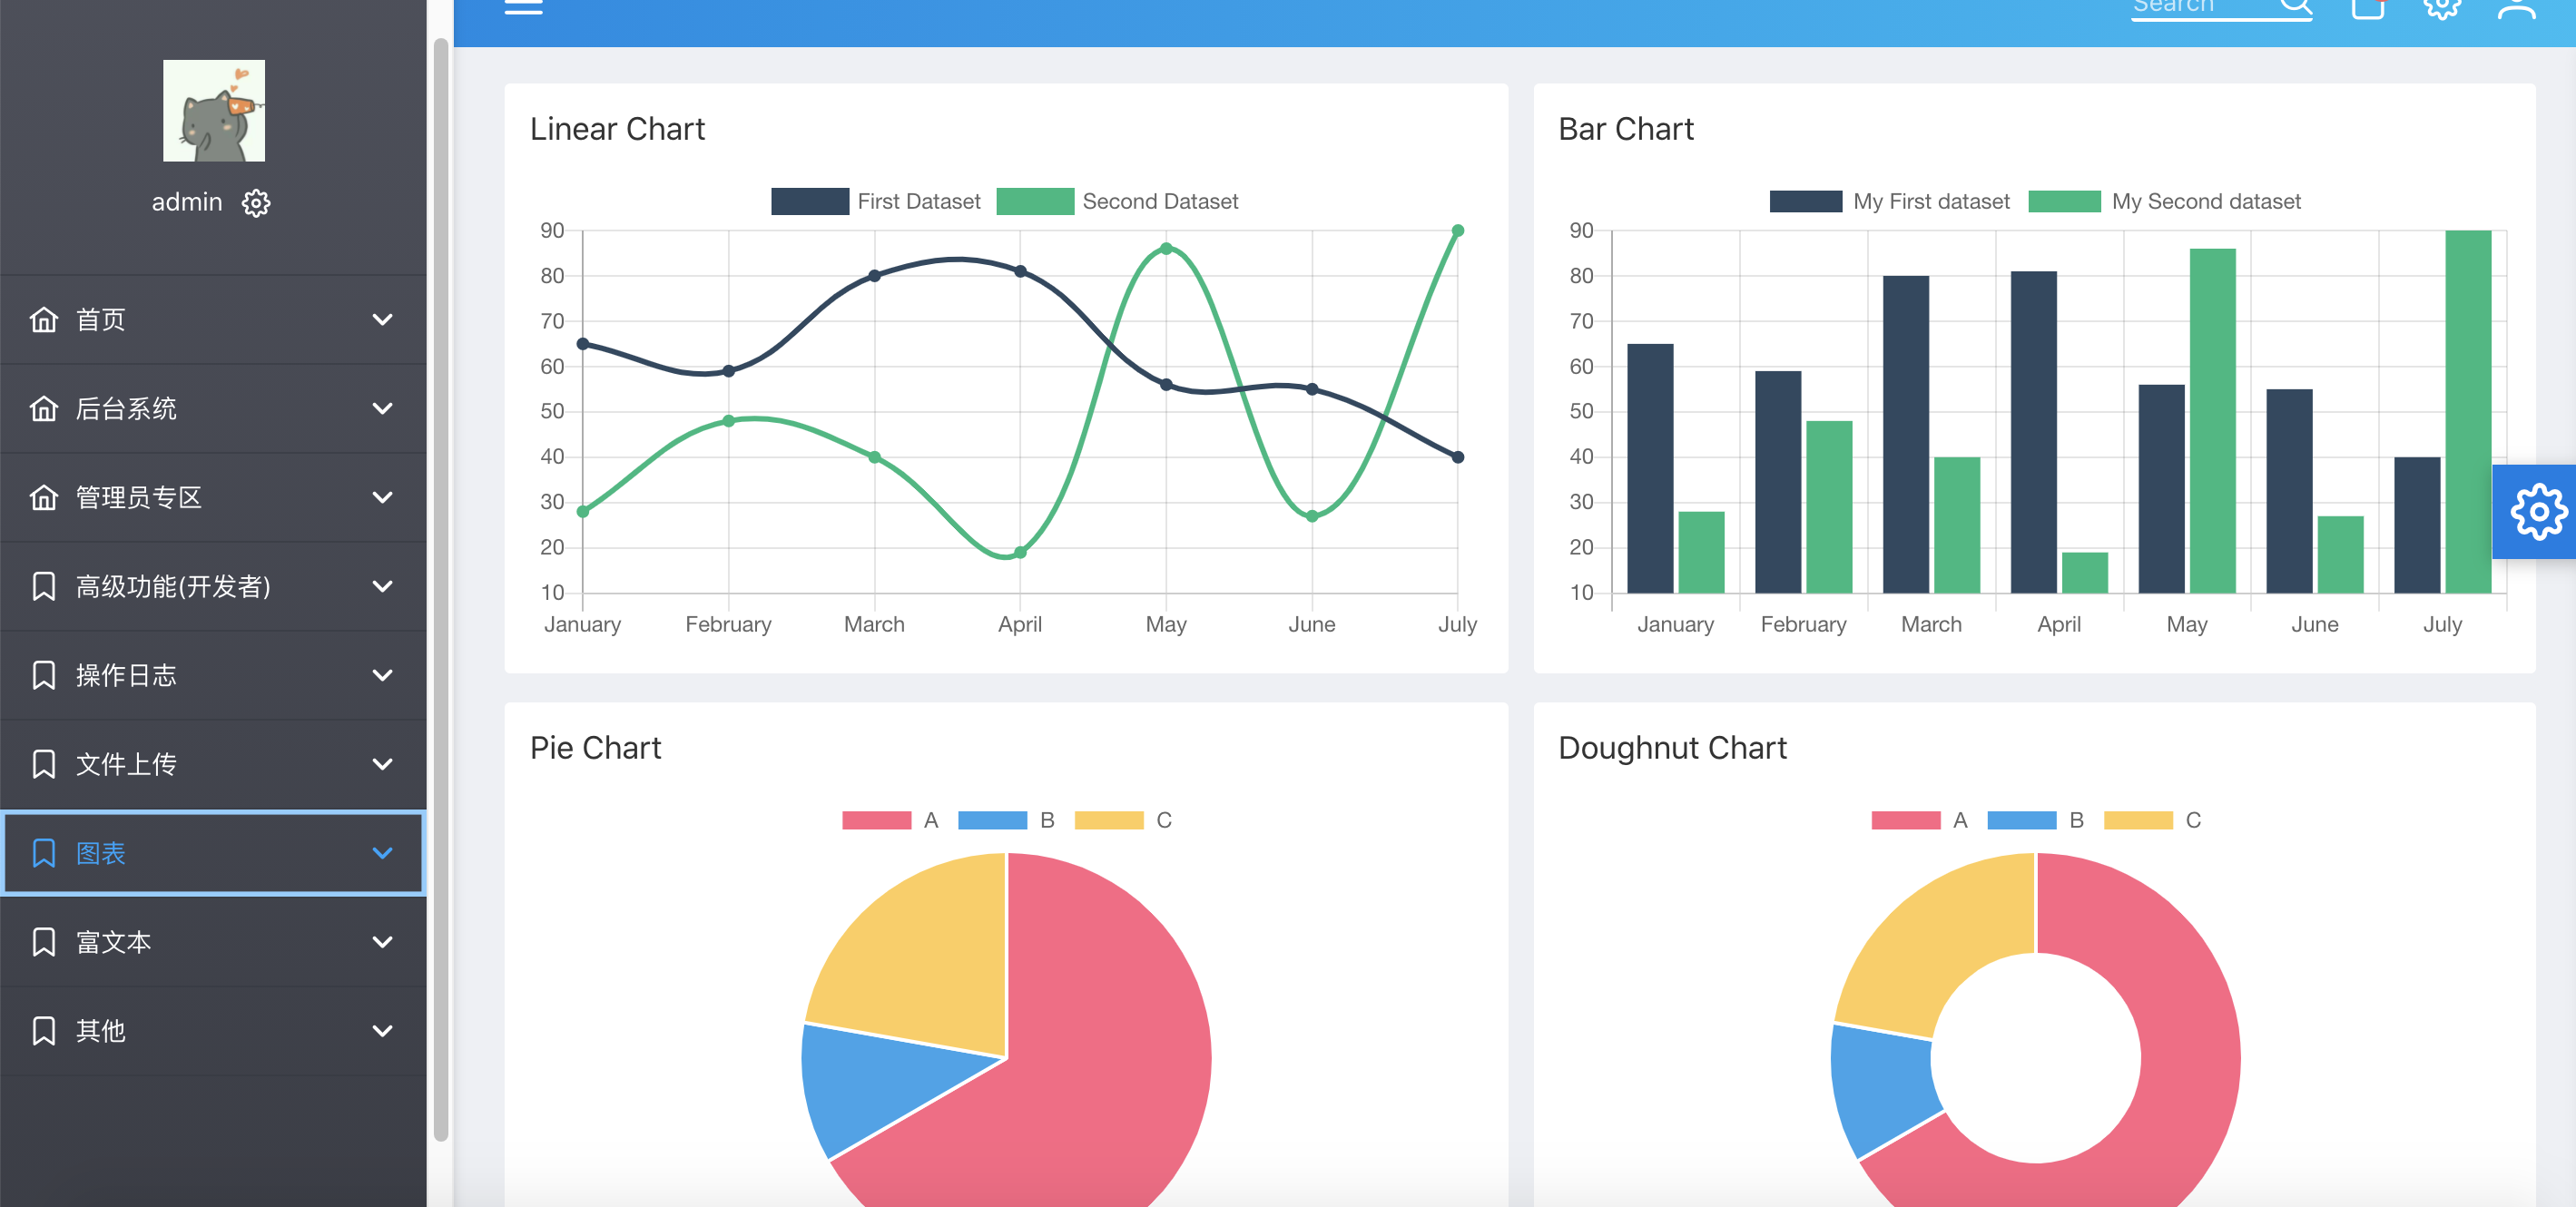 Search
admin
首页
后台系统
管理员专区
高级功能(开发者)
操作日志
文件上传
图表
富文本
其他
Linear Chart
First Dataset Second Dataset
90
80
70
60
50
40
30
20
10
January February March April May June July
Bar Chart
My First dataset My Second dataset
90
80
70
60
50
40
30
20
10
January February March April May June July
Pie Chart
A B C
Doughnut Chart
A B C